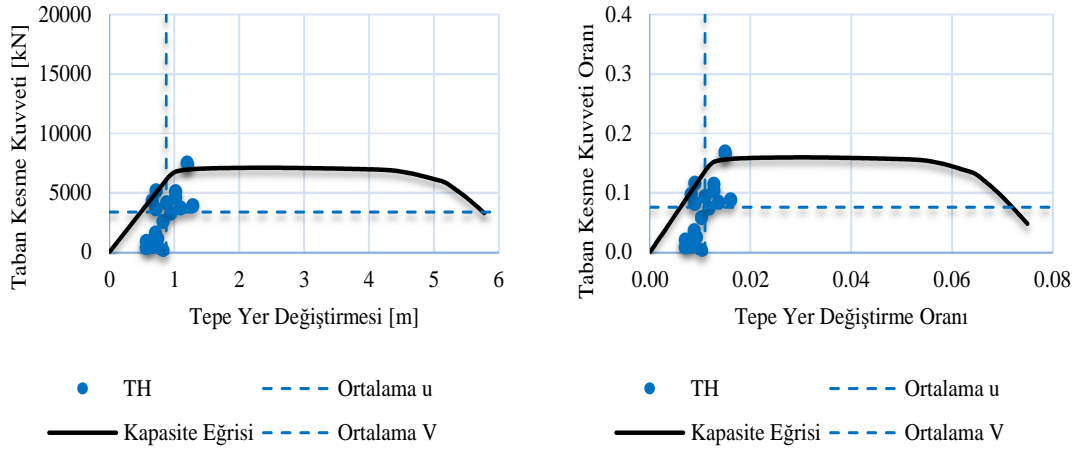 Taban Kesme Kuvveti [kN]
20000
15000
10000
5000
0
0 1 2 3 4 5 6
Tepe Yer Değiştirmesi [m]
TH
Ortalama u
Kapasite Eğrisi
Ortalama V
Taban Kesme Kuvveti Oranı
0.4
0.3
0.2
0.1
0.0
0.00 0.02 0.04 0.06 0.08
Tepe Yer Değiştirme Oranı
TH
Ortalama u
Kapasite Eğrisi
Ortalama V